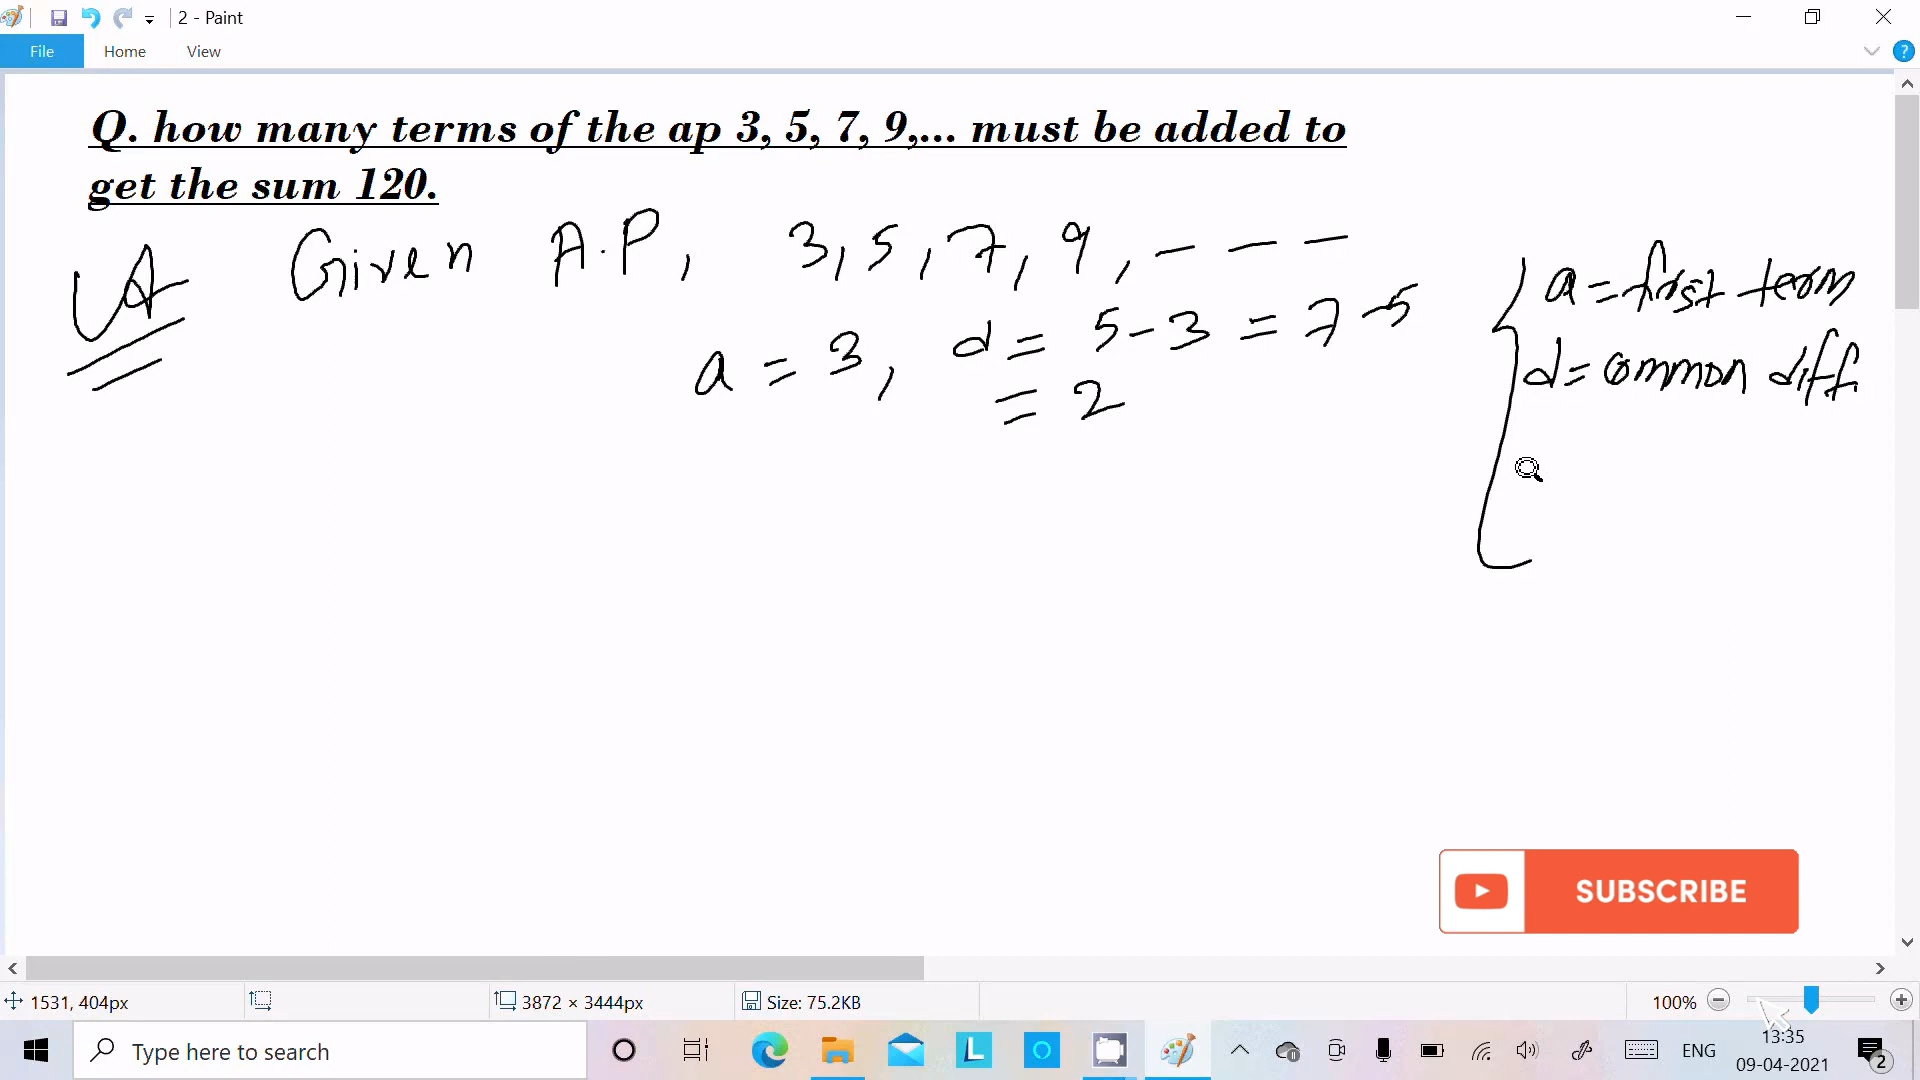 2 - Paint
File Home View
Q. how many terms of the ap 3, 5, 7, 9,... must be added to
get the sum 120.
Given A.P, 3, 5, 7, 9, - - -
a = 3, d = 5 - 3 = 7 - 5
= 2
a = first term
d = common diff
SUBSCRIBE
1531, 404px
3872 × 3444px
Size: 75.2KB
100%
Type here to search
ENG
13:35
09-04-2021
2